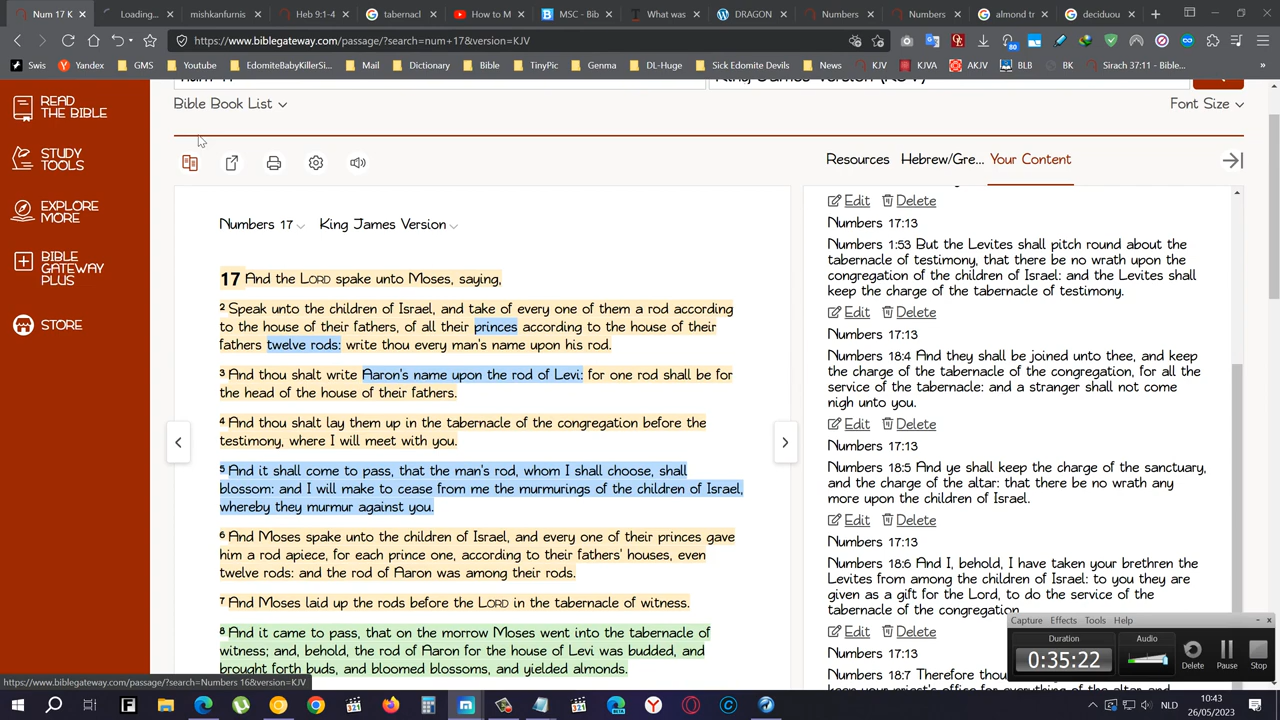 Num 17 K
Loading...
mishkanfurnis
Heb 9:1-4
tabernacl
How to M
MSC - Bib
What was
DRAGON
Numbers
Numbers
almond tr
deciduou
https://www.biblegateway.com/passage/?search=num+17&version=KJV
80
Swis
Yandex
GMS
Youtube
EdomiteBabyKillerSl...
Mail
Dictionary
Bible
TinyPic
Genma
DL-Huge
Sick Edomite Devils
News
KJV
KJVA
AKJV
BLB
BK
Sirach 37:11 - Bible...
Bible Book List
Font Size
READ
THE BIBLE
STUDY
TOOLS
EXPLORE
MORE
BIBLE
GATEWAY
PLUS
STORE
Resources
Hebrew/Gre...
Your Content
Numbers 17
King James Version
17 And the LORD spake unto Moses, saying,
2 Speak unto the children of Israel, and take of every one of them a rod according
to the house of their fathers, of all their princes according to the house of their
fathers twelve rods: write thou every man's name upon his rod.
3 And thou shalt write Aaron's name upon the rod of Levi: for one rod shall be for
the head of the house of their fathers.
4 And thou shalt lay them up in the tabernacle of the congregation before the
testimony, where I will meet with you.
5 And it shall come to pass, that the man's rod, whom I shall choose, shall
blossom: and I will make to cease from me the murmurings of the children of Israel,
whereby they murmur against you.
6 And Moses spake unto the children of Israel, and every one of their princes gave
him a rod apiece, for each prince one, according to their fathers' houses, even
twelve rods: and the rod of Aaron was among their rods.
7 And Moses laid up the rods before the LORD in the tabernacle of witness.
8 And it came to pass, that on the morrow Moses went into the tabernacle of
witness; and, behold, the rod of Aaron for the house of Levi was budded, and
brought forth buds, and bloomed blossoms, and yielded almonds.
Edit Delete
Numbers 17:13
Numbers 1:53 But the Levites shall pitch round about the
tabernacle of testimony, that there be no wrath upon the
congregation of the children of Israel: and the Levites shall
keep the charge of the tabernacle of testimony.
Edit Delete
Numbers 17:13
Numbers 18:4 And they shall be joined unto thee, and keep
the charge of the tabernacle of the congregation, for all the
service of the tabernacle: and a stranger shall not come
nigh unto you.
Edit Delete
Numbers 17:13
Numbers 18:5 And ye shall keep the charge of the sanctuary,
and the charge of the altar: that there be no wrath any
more upon the children of Israel.
Edit Delete
Numbers 17:13
Numbers 18:6 And I, behold, I have taken your brethren the
Levites from among the children of Israel: to you they are
given as a gift for the Lord, to do the service of the
tabernacle of the congregation
Edit Delete
Numbers 17:13
Numbers 18:7 Therefore thou
keep your priest's office for everything of the altar and
Capture Effects Tools Help
Duration
0:35:22
Audio
Delete
Pause
Stop
https://www.biblegateway.com/passage/?search=Numbers 16&version=KJV
NLD
10:43
26/05/2023